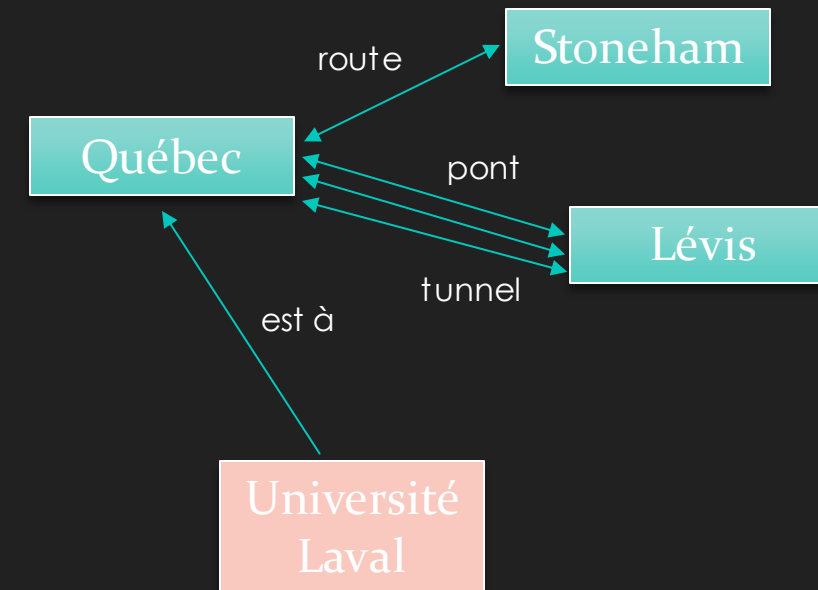 Stoneham
route
Québec
pont
Lévis
tunnel
est à
Université
Laval